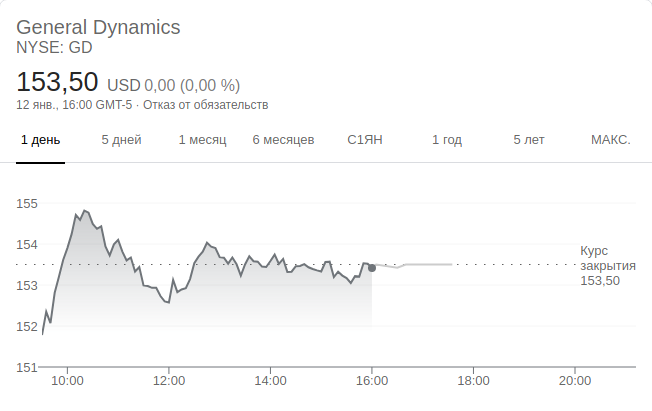 General Dynamics
NYSE: GD
153,50 USD 0,00 (0,00 %)
12 янв., 16:00 GMT-5 · Отказ от обязательств
1 день 5 дней 1 месяц 6 месяцев С1ЯН 1 год 5 лет МАКС.
155
154
Курс
закрытия
153
153,50
152
151
10:00 12:00 14:00 16:00 18:00 20:00